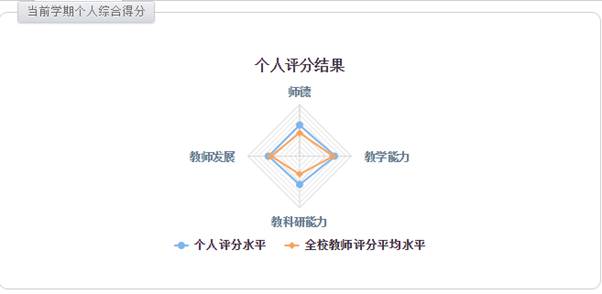 当前学期个人综合得分
个人评分结果
师德
教师发展
教学能力
教科研能力
个人评分水平
全校教师评分平均水平